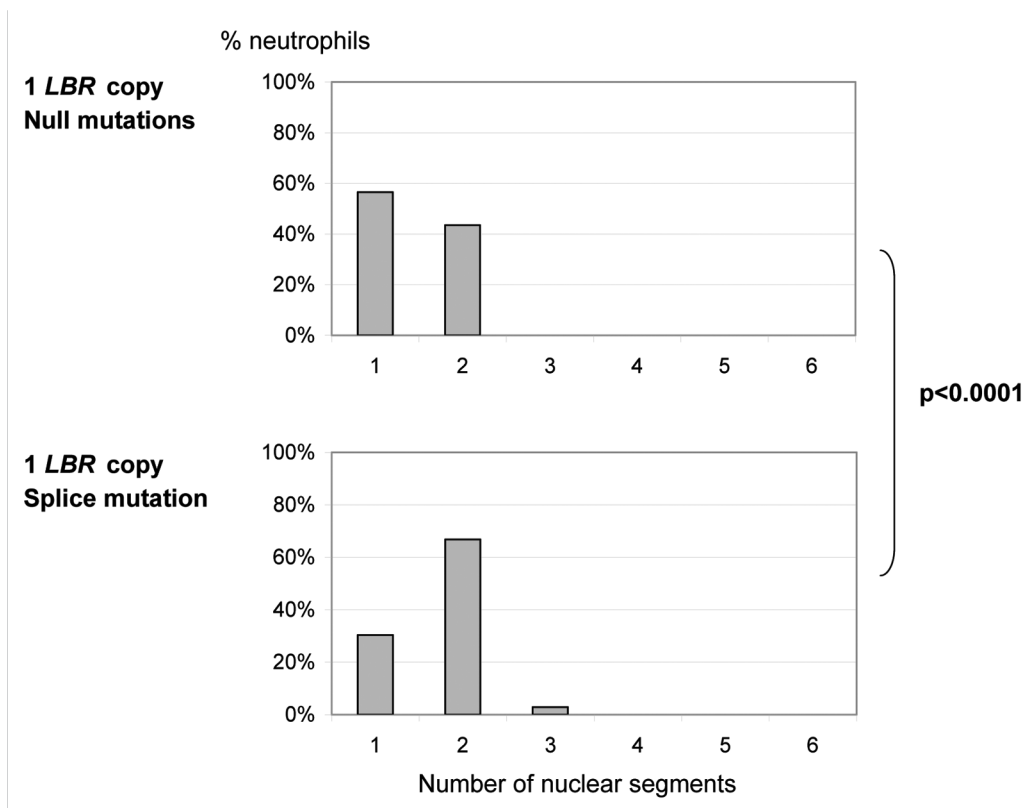 % neutrophils
1 LBR copy
Null mutations
100%
80%
60%
40%
20%
0%
1 2 3 4 5 6
p<0.0001
1 LBR copy
Splice mutation
100%
80%
60%
40%
20%
0%
1 2 3 4 5 6
Number of nuclear segments